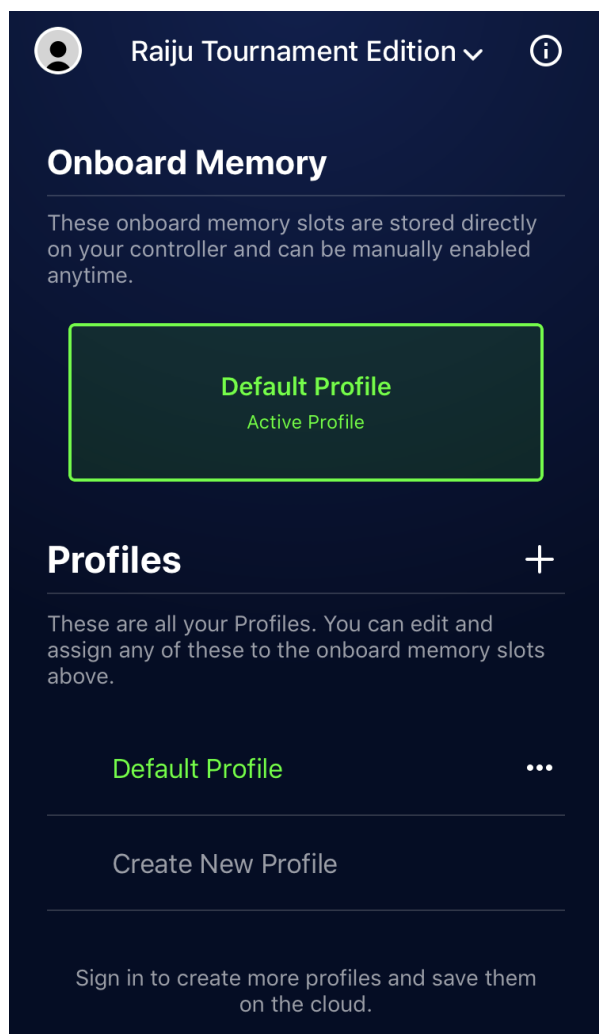 Raiju Tournament Edition
Onboard Memory
These onboard memory slots are stored directly
on your controller and can be manually enabled
anytime.
Default Profile
Active Profile
Profiles
These are all your Profiles. You can edit and
assign any of these to the onboard memory slots
above.
Default Profile
Create New Profile
Sign in to create more profiles and save them
on the cloud.